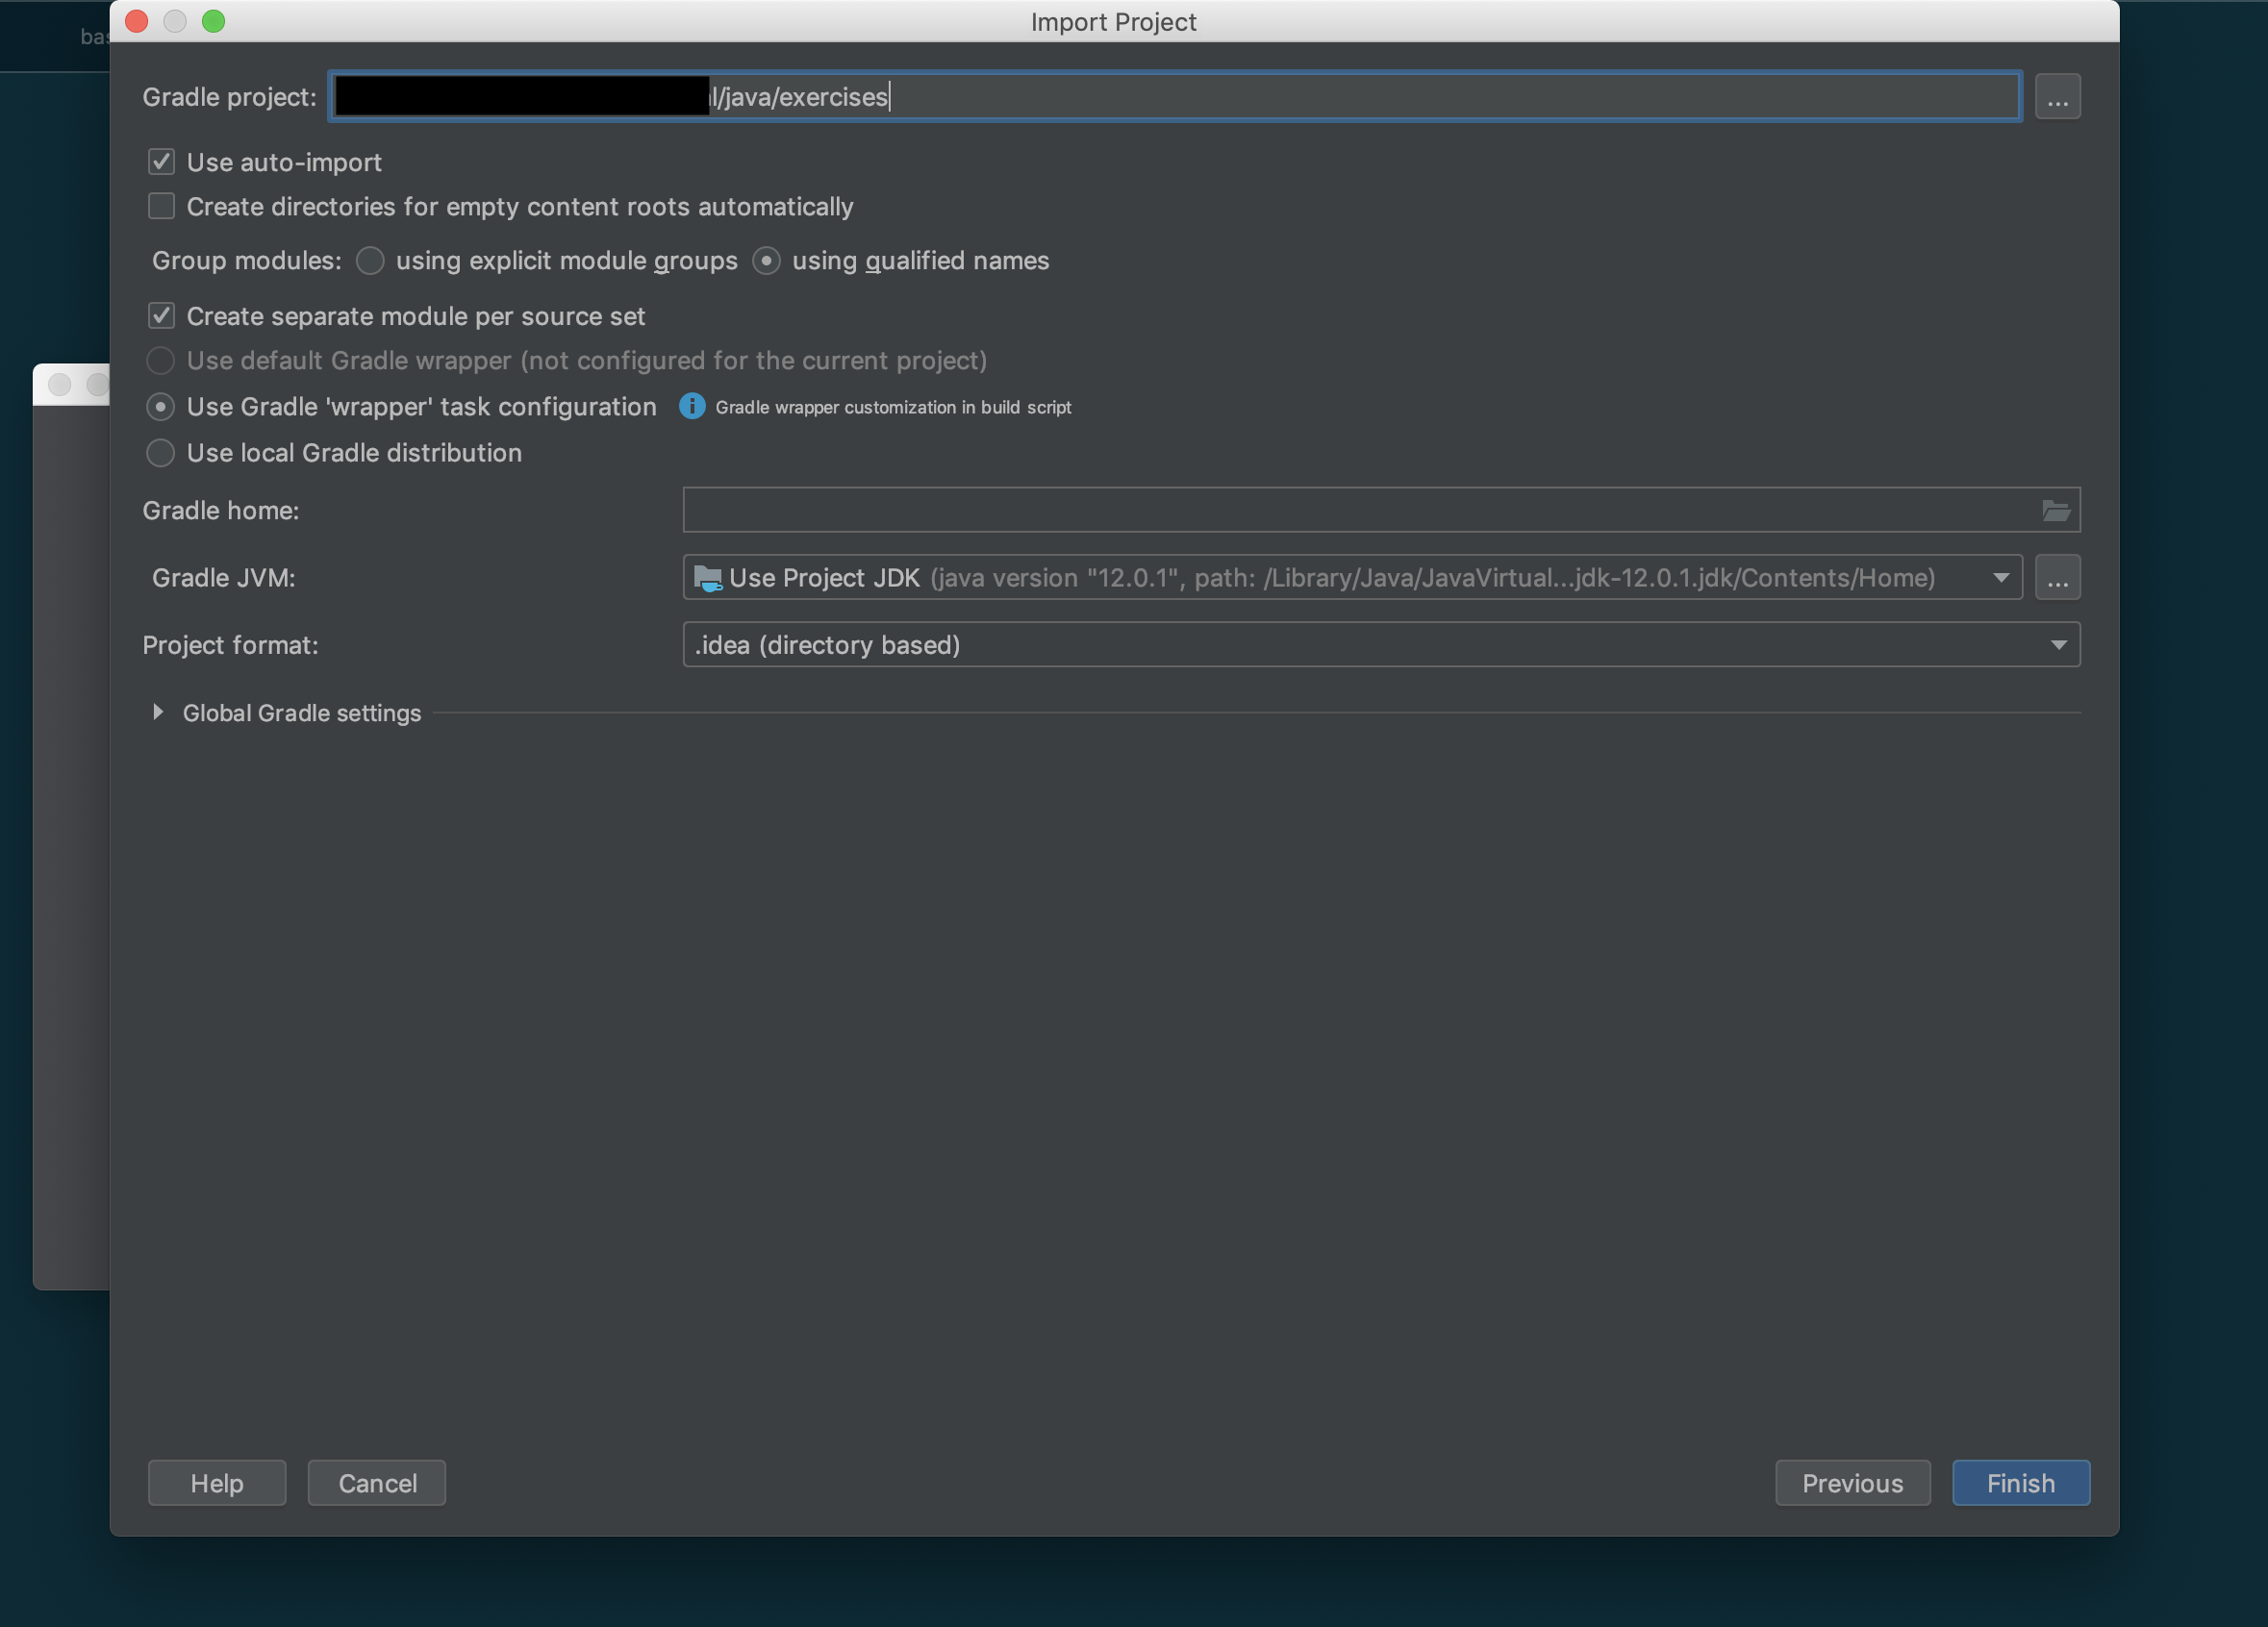 Import Project
Gradle project: /java/exercises ...
Use auto-import
Create directories for empty content roots automatically
Group modules: using explicit module groups using qualified names
Create separate module per source set
Use default Gradle wrapper (not configured for the current project)
Use Gradle 'wrapper' task configuration Gradle wrapper customization in build script
Use local Gradle distribution
Gradle home:
Gradle JVM: Use Project JDK (java version "12.0.1", path: /Library/Java/JavaVirtual...jdk-12.0.1.jdk/Contents/Home) ...
Project format: .idea (directory based)
Global Gradle settings
Help Cancel Previous Finish